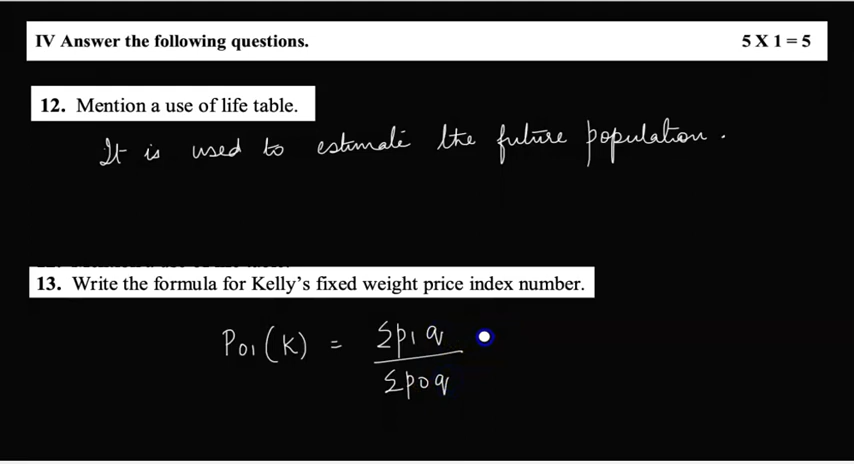 IV Answer the following questions. 5 X 1 = 5
12. Mention a use of life table.
It is used to estimate the future population.
13. Write the formula for Kelly's fixed weight price index number.
P01(K) = Σp1q / Σp0q